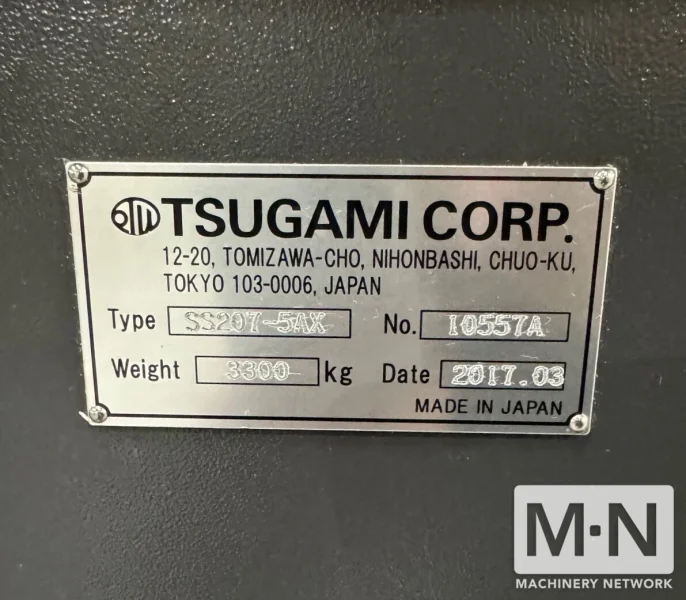 TSUGAMI CORP.
12-20, TOMIZAWA-CHO, NIHONBASHI, CHUO-KU,
TOKYO 103-0006, JAPAN
Type SS207-5AX No. 10557A
Weight 3300 kg Date 2017.03
MADE IN JAPAN
M·N
MACHINERY NETWORK